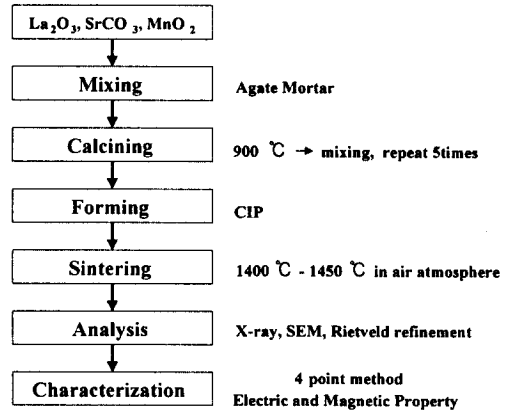 La₂O₃, SrCO₃, MnO₂
Mixing
Agate Mortar
Calcining
900 ℃ → mixing, repeat 5times
Forming
CIP
Sintering
1400 ℃ - 1450 ℃ in air atmosphere
Analysis
X-ray, SEM, Rietveld refinement
Characterization
4 point method
Electric and Magnetic Property